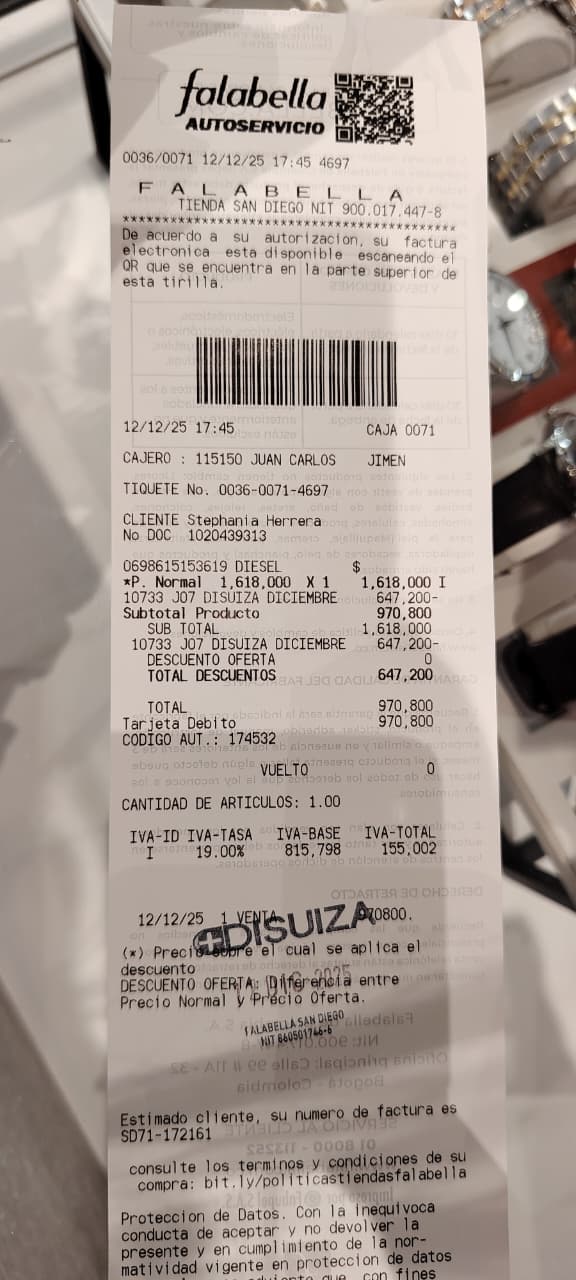 falabella
AUTOSERVICIO
0036/0071 12/12/25 17:45 4697
F A L A B E L L A
TIENDA SAN DIEGO NIT 900.017.447-8
************************************************
De acuerdo a su autorizacion, su factura
electronica esta disponible escaneando el
QR que se encuentra en la parte superior de
esta tirilla.
12/12/25 17:45 CAJA 0071
CAJERO : 115150 JUAN CARLOS JIMEN
TIQUETE No. 0036-0071-4697
CLIENTE Stephania Herrera
No DOC 1020439313
0698615153619 DIESEL $
*P. Normal 1,618,000 X 1 1,618,000 I
10733 J07 DISUIZA DICIEMBRE 647,200-
Subtotal Producto 970,800
SUB TOTAL 1,618,000
10733 J07 DISUIZA DICIEMBRE 647,200-
DESCUENTO OFERTA 0
TOTAL DESCUENTOS 647,200
TOTAL 970,800
Tarjeta Debito 970,800
CODIGO AUT.: 174532
VUELTO 0
CANTIDAD DE ARTICULOS: 1.00
IVA-ID IVA-TASA IVA-BASE IVA-TOTAL
I 19.00% 815,798 155,002
12/12/25 1 VENTA 970800.
DISUIZA
(*) Precio sobre el cual se aplica el
descuento
DESCUENTO OFERTA: Diferencia entre
Precio Normal y Precio Oferta.
FALABELLA SAN DIEGO
NIT 860501746-6
Estimado cliente, su numero de factura es
SD71-172161
consulte los terminos y condiciones de su
compra: bit.ly/politicastiendasfalabella
Proteccion de Datos. Con la inequivoca
conducta de aceptar y no devolver la
presente y en cumplimiento de la nor-
matividad vigente en proteccion de datos
que con fines